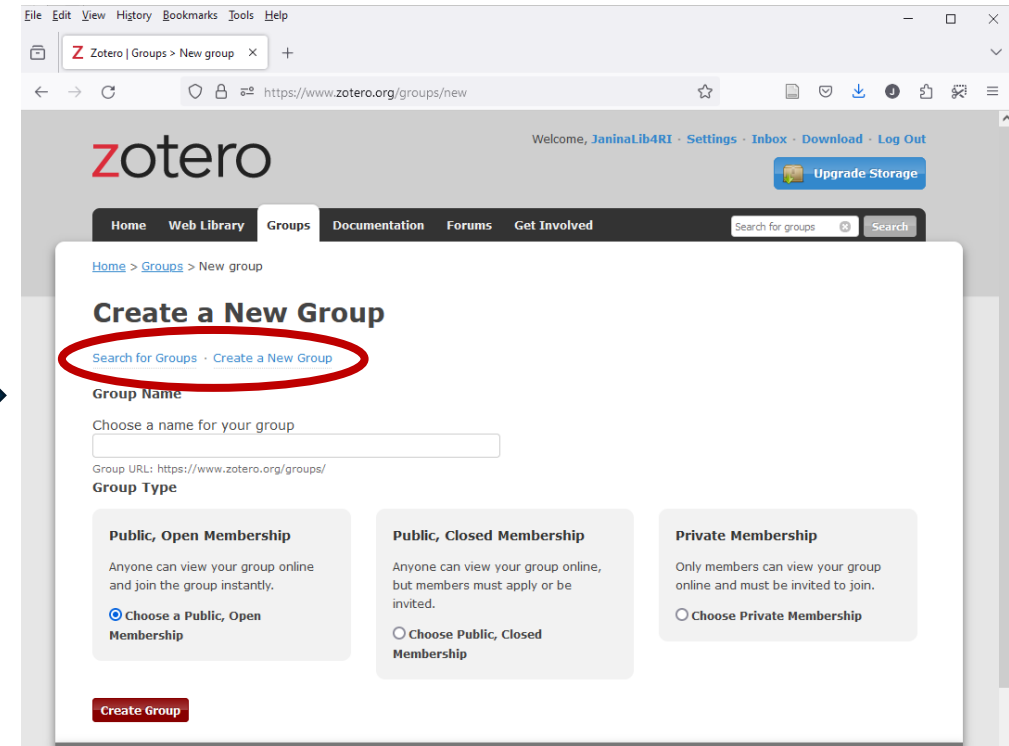 File Edit View History Bookmarks Tools Help
Z Zotero | Groups > New group
https://www.zotero.org/groups/new
J
zotero
Welcome, JaninaLib4RI · Settings · Inbox · Download · Log Out
Upgrade Storage
Home Web Library Groups Documentation Forums Get Involved
Search for groups Search
Home > Groups > New group
Create a New Group
Search for Groups · Create a New Group
Group Name
Choose a name for your group
Group URL: https://www.zotero.org/groups/
Group Type
Public, Open Membership
Anyone can view your group online
and join the group instantly.
Choose a Public, Open
Membership
Public, Closed Membership
Anyone can view your group online,
but members must apply or be
invited.
Choose Public, Closed
Membership
Private Membership
Only members can view your group
online and must be invited to join.
Choose Private Membership
Create Group